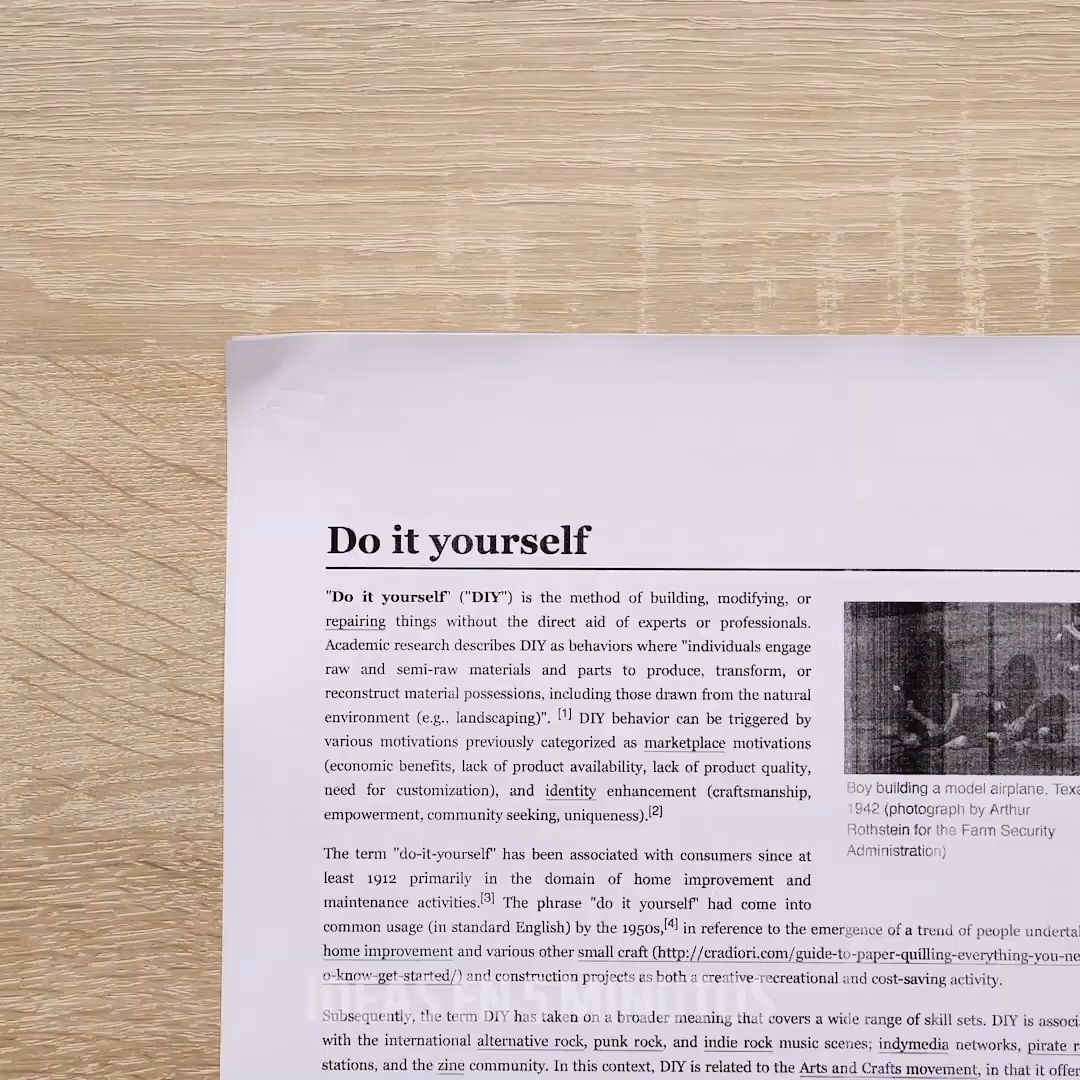 Do it yourself
"Do it yourself" ("DIY") is the method of building, modifying, or
repairing things without the direct aid of experts or professionals.
Academic research describes DIY as behaviors where "individuals engage
raw and semi-raw materials and parts to produce, transform, or
reconstruct material possessions, including those drawn from the natural
environment (e.g., landscaping)". [1] DIY behavior can be triggered by
various motivations previously categorized as marketplace motivations
(economic benefits, lack of product availability, lack of product quality,
need for customization), and identity enhancement (craftsmanship,
empowerment, community seeking, uniqueness).[2]
Boy building a model airplane, Texa
1942 (photograph by Arthur
Rothstein for the Farm Security
Administration)
The term "do-it-yourself" has been associated with consumers since at
least 1912 primarily in the domain of home improvement and
maintenance activities.[3] The phrase "do it yourself" had come into
common usage (in standard English) by the 1950s,[4] in reference to the emergence of a trend of people undertak
home improvement and various other small craft (http://cradiori.com/guide-to-paper-quilling-everything-you-ne
o-know-get-started/) and construction projects as both a creative-recreational and cost-saving activity.
IDEAS EN 5 MINUTOS
Subsequently, the term DIY has taken on a broader meaning that covers a wide range of skill sets. DIY is associ
with the international alternative rock, punk rock, and indie rock music scenes; indymedia networks, pirate r
stations, and the zine community. In this context, DIY is related to the Arts and Crafts movement, in that it offer